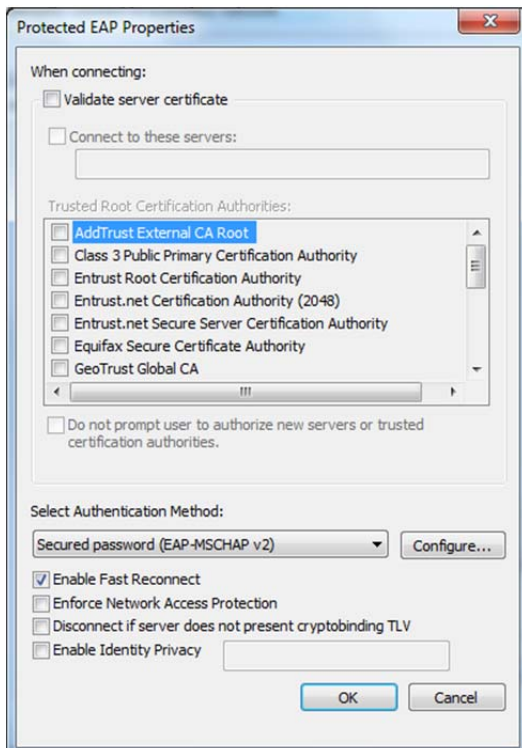 Protected EAP Properties
When connecting:
Validate server certificate
Connect to these servers:
Trusted Root Certification Authorities:
AddTrust External CA Root
Class 3 Public Primary Certification Authority
Entrust Root Certification Authority
Entrust.net Certification Authority (2048)
Entrust.net Secure Server Certification Authority
Equifax Secure Certificate Authority
GeoTrust Global CA
Do not prompt user to authorize new servers or trusted
certification authorities.
Select Authentication Method:
Secured password (EAP-MSCHAP v2)
Configure...
Enable Fast Reconnect
Enforce Network Access Protection
Disconnect if server does not present cryptobinding TLV
Enable Identity Privacy
OK
Cancel